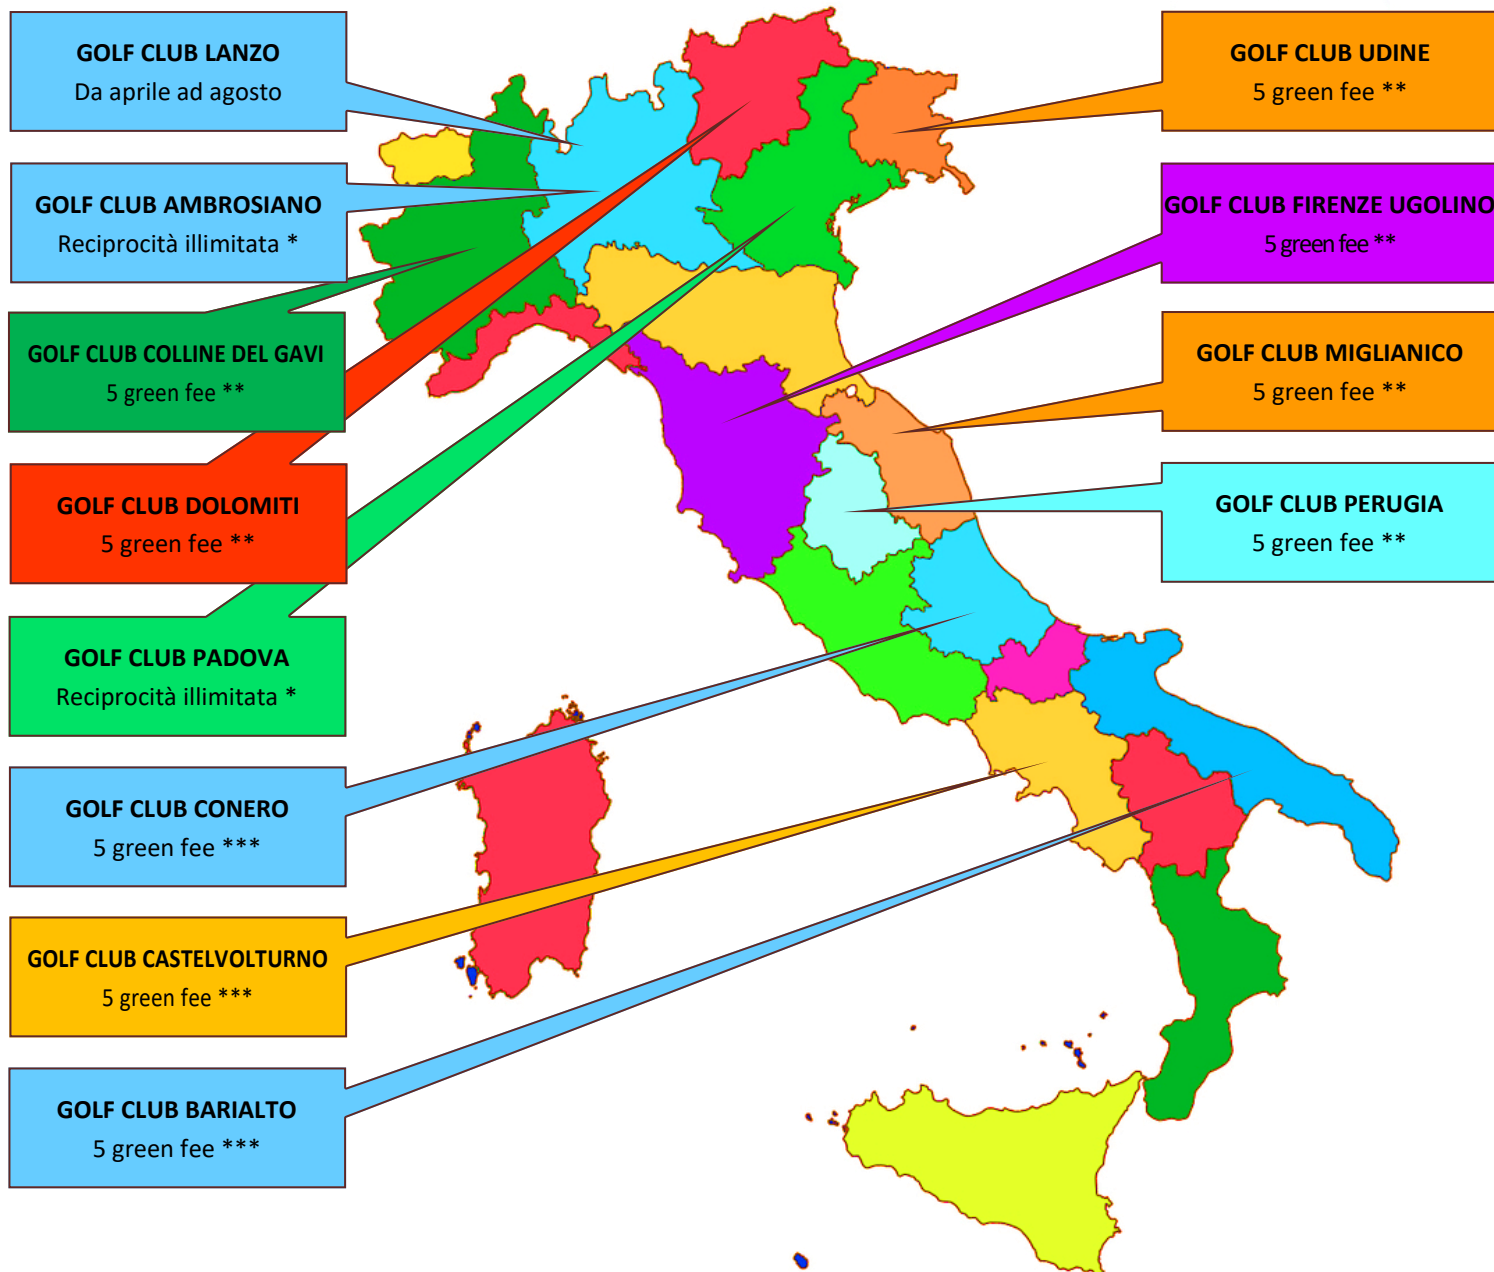 GOLF CLUB LANZO
Da aprile ad agosto
GOLF CLUB AMBROSIANO
Reciprocità illimitata *
GOLF CLUB COLLINE DEL GAVI
5 green fee **
GOLF CLUB DOLOMITI
5 green fee **
GOLF CLUB PADOVA
Reciprocità illimitata *
GOLF CLUB CONERO
5 green fee ***
GOLF CLUB CASTELVOLTURNO
5 green fee ***
GOLF CLUB BARIALTO
5 green fee ***
GOLF CLUB UDINE
5 green fee **
GOLF CLUB FIRENZE UGOLINO
5 green fee **
GOLF CLUB MIGLIANICO
5 green fee **
GOLF CLUB PERUGIA
5 green fee **